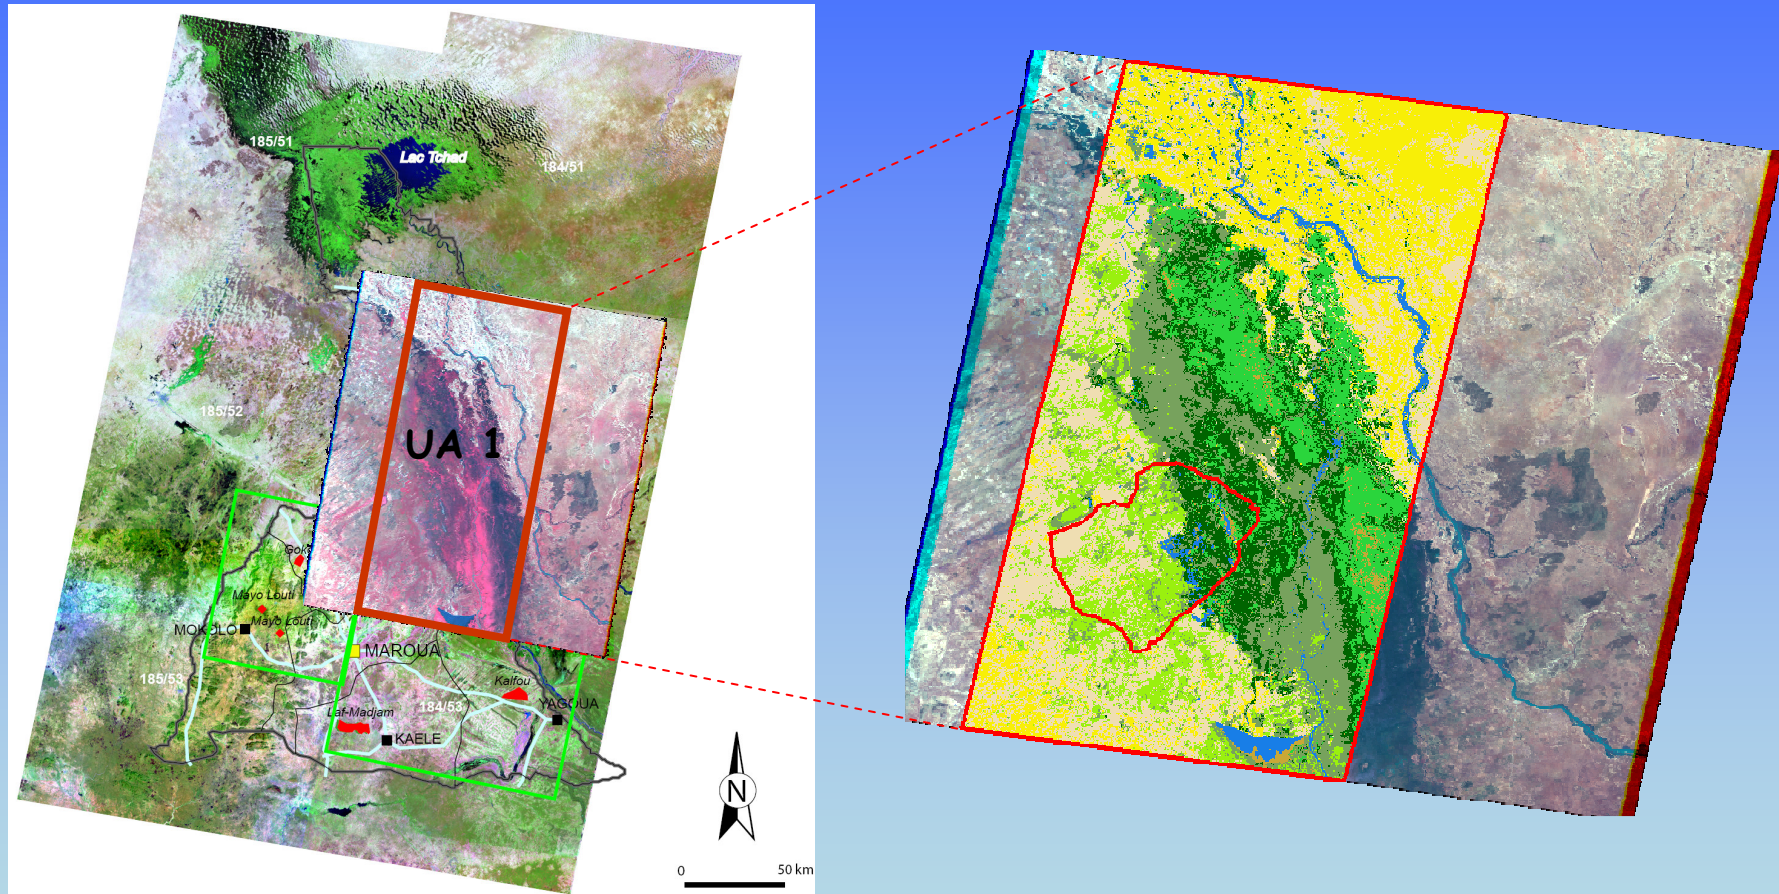 185/51
Lac Tchad
184/51
185/52
UA 1
Mayo Louti
MOKOLO
Mayo Louti
MAROUA
185/53
Kalfou
184/53
YAGOUA
Laf-Madjam
KAELE
N
0
50 km